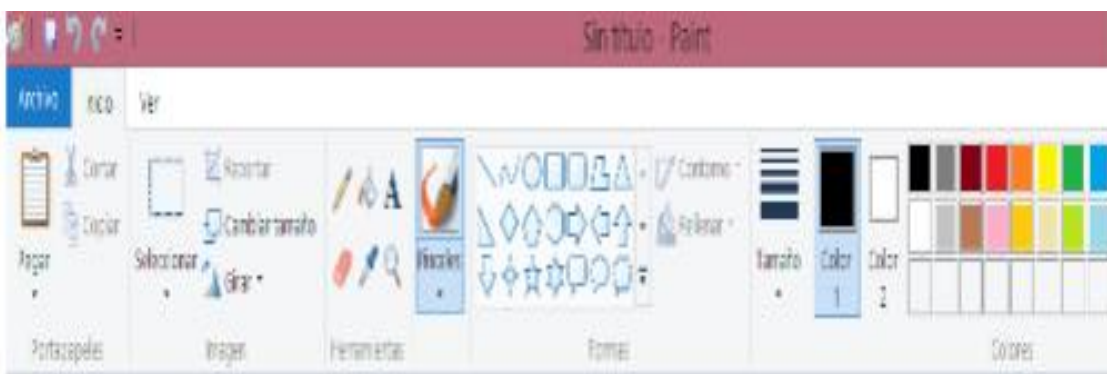 Sin título - Paint
Archivo Inicio Ver
Pegar
Cortar
Copiar
Portapapeles
Seleccionar
Recortar
Cambiar tamaño
Girar
Imagen
A
Herramientas
Pinceles
Contorno
Rellenar
Formas
Tamaño
Color 1
Color 2
Colores